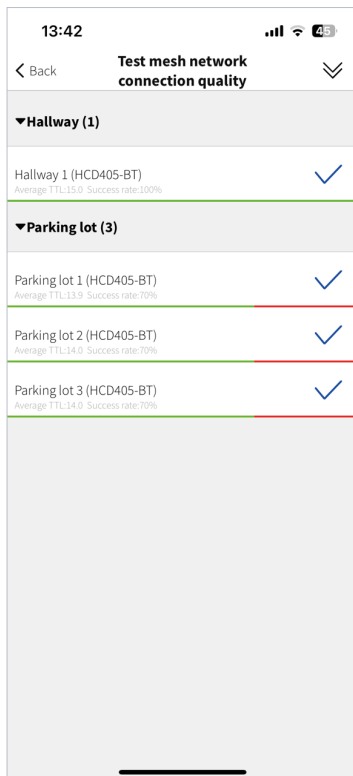 13:42
45
Back
Test mesh network
connection quality
▼Hallway (1)
Hallway 1 (HCD405-BT)
Average TTL:15.0 Success rate:100%
▼Parking lot (3)
Parking lot 1 (HCD405-BT)
Average TTL:13.9 Success rate:70%
Parking lot 2 (HCD405-BT)
Average TTL:14.0 Success rate:70%
Parking lot 3 (HCD405-BT)
Average TTL:14.0 Success rate:70%